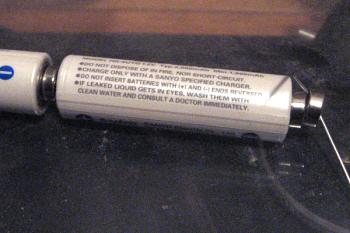 ●DO NOT DISPOSE OF IN FIRE, NOR SHORT-CIRCUIT.
●CHARGE ONLY WITH A SANYO SPECIFIED CHARGER.
●DO NOT INSERT BATTERIES WITH (+) AND (-) ENDS REVERSED.
●IF LEAKED LIQUID GETS IN EYES, WASH THEM WITH
CLEAN WATER AND CONSULT A DOCTOR IMMEDIATELY.